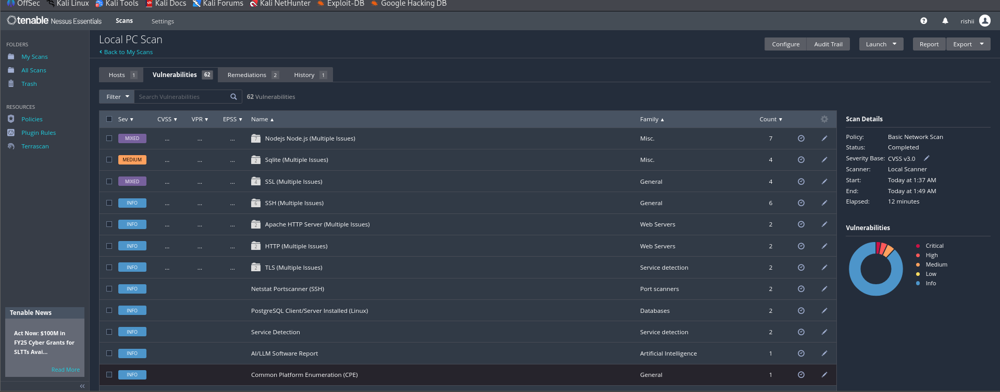 OffSec Kali Linux Kali Tools Kali Docs Kali Forums Kali NetHunter Exploit-DB Google Hacking DB
tenable Nessus Essentials Scans Settings ? rishii
FOLDERS
My Scans
All Scans
Trash
RESOURCES
Policies
Plugin Rules
Terrascan
Tenable News
Act Now: $100M in
FY25 Cyber Grants for
SLTTs Avai...
Read More
Local PC Scan
Back to My Scans
Configure Audit Trail Launch Report Export
Hosts 1 Vulnerabilities 62 Remediations 2 History 1
Filter Search Vulnerabilities 62 Vulnerabilities
Sev CVSS VPR EPSS Name Family Count
MIXED ... ... ... 7 Nodejs Node.js (Multiple Issues) Misc. 7
MEDIUM ... ... ... 2 Sqlite (Multiple Issues) Misc. 4
MIXED ... ... ... 4 SSL (Multiple Issues) General 4
INFO ... ... ... 6 SSH (Multiple Issues) General 6
INFO ... ... ... 2 Apache HTTP Server (Multiple Issues) Web Servers 2
INFO ... ... ... 2 HTTP (Multiple Issues) Web Servers 2
INFO ... ... ... 2 TLS (Multiple Issues) Service detection 2
INFO Netstat Portscanner (SSH) Port scanners 2
INFO PostgreSQL Client/Server Installed (Linux) Databases 2
INFO Service Detection Service detection 2
INFO AI/LLM Software Report Artificial Intelligence 1
INFO Common Platform Enumeration (CPE) General 1
Scan Details
Policy: Basic Network Scan
Status: Completed
Severity Base: CVSS v3.0
Scanner: Local Scanner
Start: Today at 1:37 AM
End: Today at 1:49 AM
Elapsed: 12 minutes
Vulnerabilities
Critical
High
Medium
Low
Info